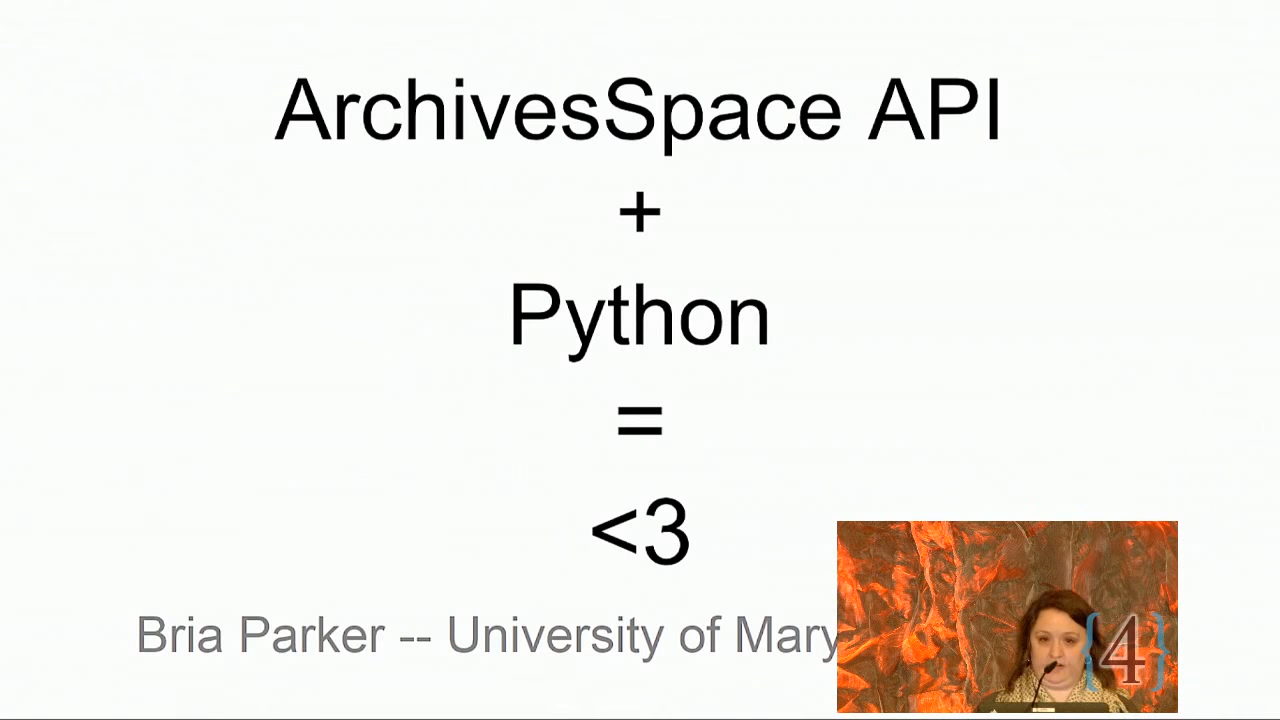 ArchivesSpace API
+
Python
=
<3
Bria Parker -- University of Mary
{4}